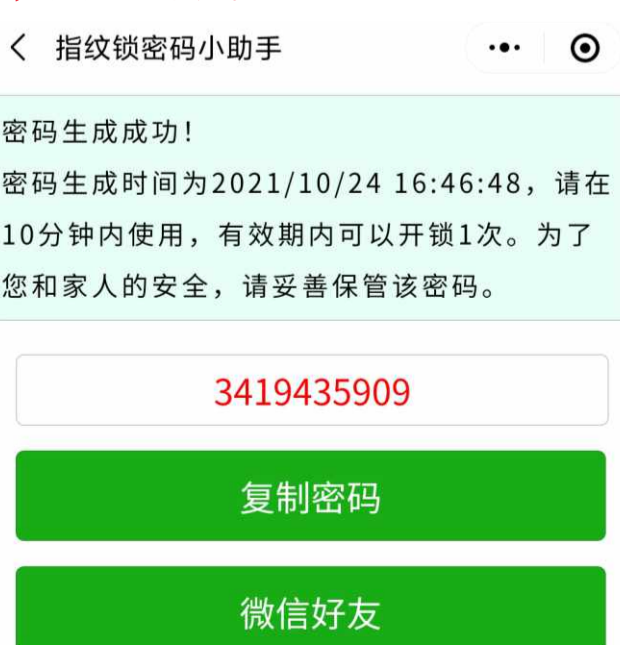 指纹锁密码小助手
密码生成成功!
密码生成时间为2021/10/24 16:46:48，请在
10分钟内使用，有效期内可以开锁1次。为了
您和家人的安全，请妥善保管该密码。
3419435909
复制密码
微信好友